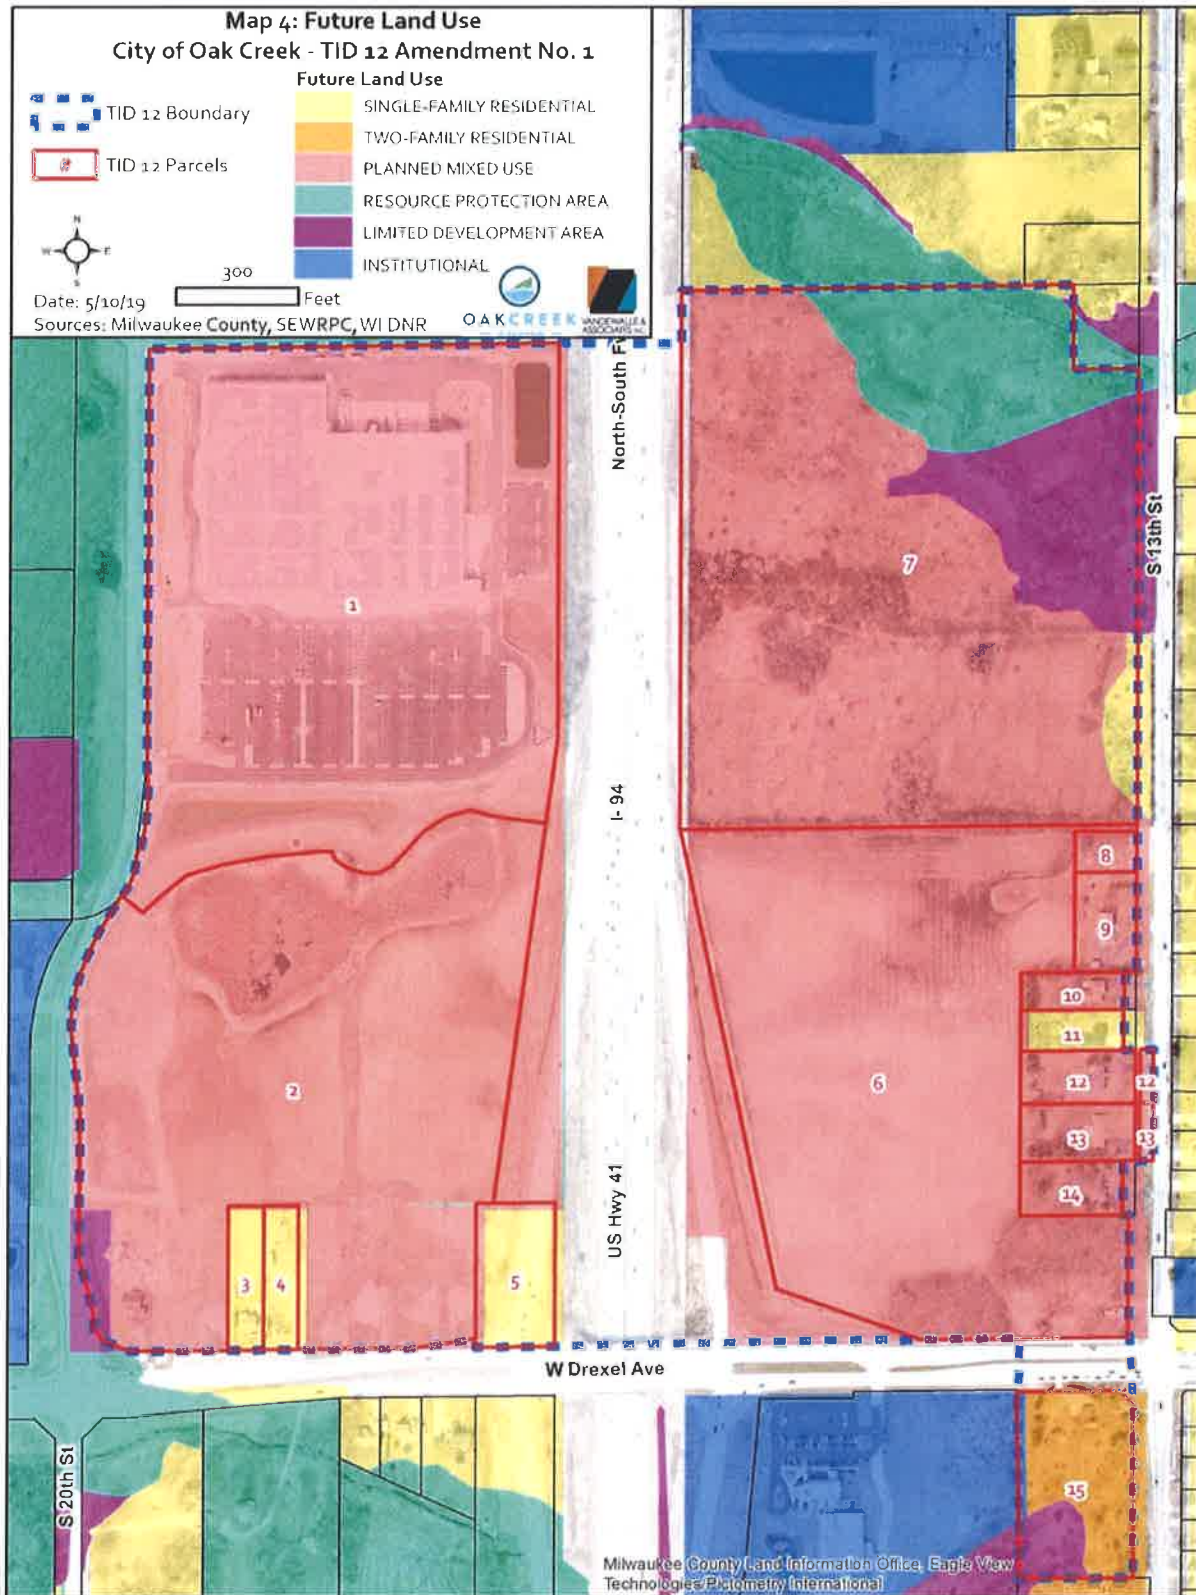 Map 4: Future Land Use
City of Oak Creek - TID 12 Amendment No. 1
Future Land Use
TID 12 Boundary
TID 12 Parcels
#
SINGLE-FAMILY RESIDENTIAL
TWO-FAMILY RESIDENTIAL
PLANNED MIXED USE
RESOURCE PROTECTION AREA
LIMITED DEVELOPMENT AREA
INSTITUTIONAL
N
W E
S
300
Feet
Date: 5/10/19
Sources: Milwaukee County, SEWRPC, WI DNR
OAKCREEK
VANDEWALLE &
ASSOCIATES INC.
North-South Fw
S 13th St
7
1
I- 94
8
9
10
11
12
12
13
13
14
2
6
US Hwy 41
3
4
5
W Drexel Ave
S 20th St
15
Milwaukee County Land Information Office, Eagle View
Technologies/Pictometry International